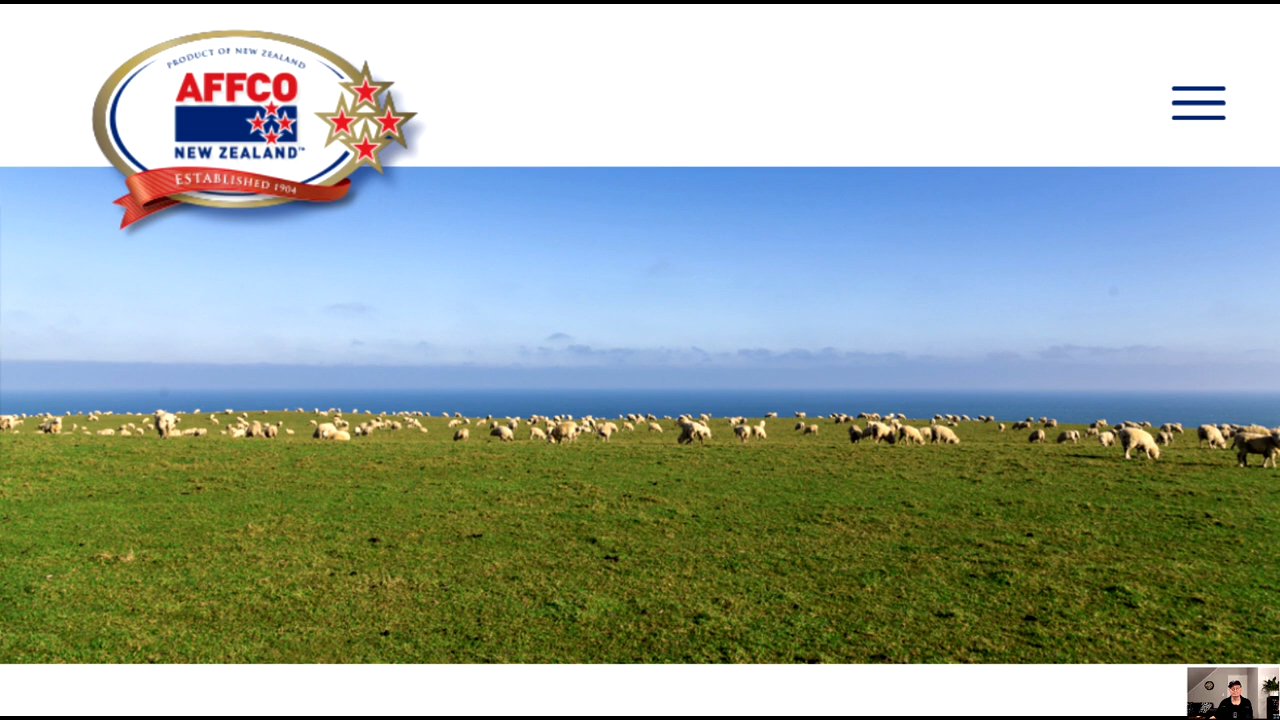 PRODUCT OF NEW ZEALAND
AFFCO
NEW ZEALAND™
ESTABLISHED 1904